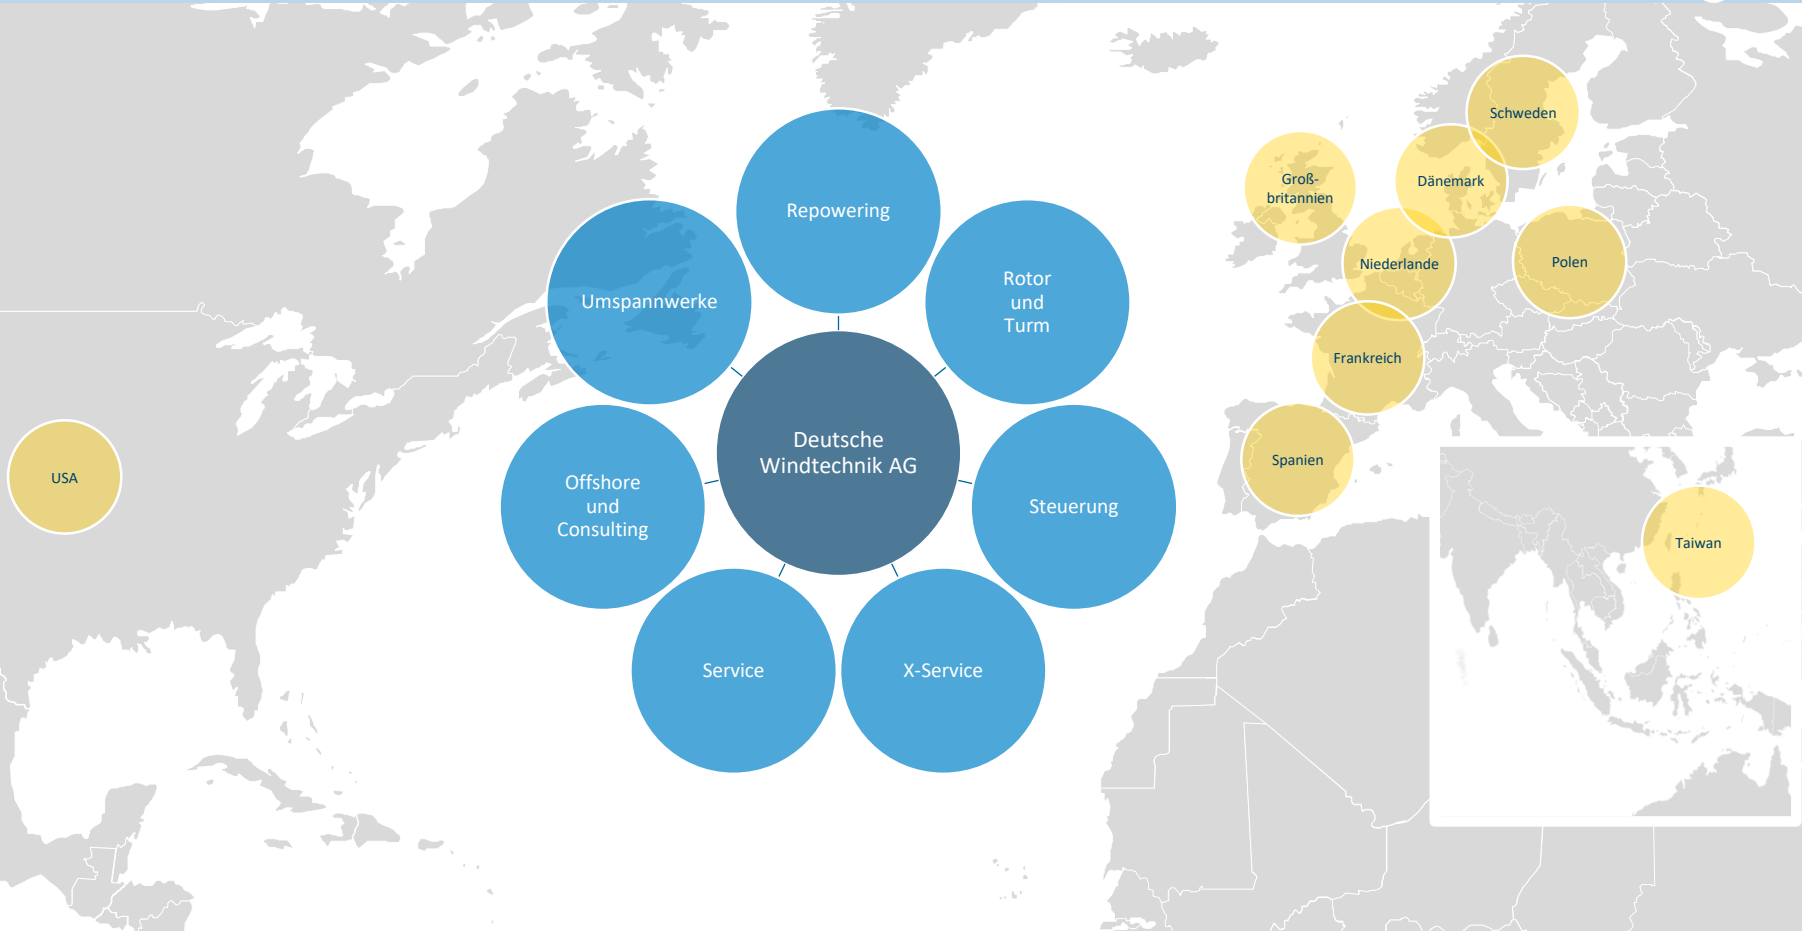 Repowering
Rotor
und
Turm
Umspannwerke
Deutsche
Windtechnik AG
Offshore
und
Consulting
Steuerung
Service
X-Service
USA
Schweden
Groß-
britannien
Dänemark
Niederlande
Polen
Frankreich
Spanien
Taiwan